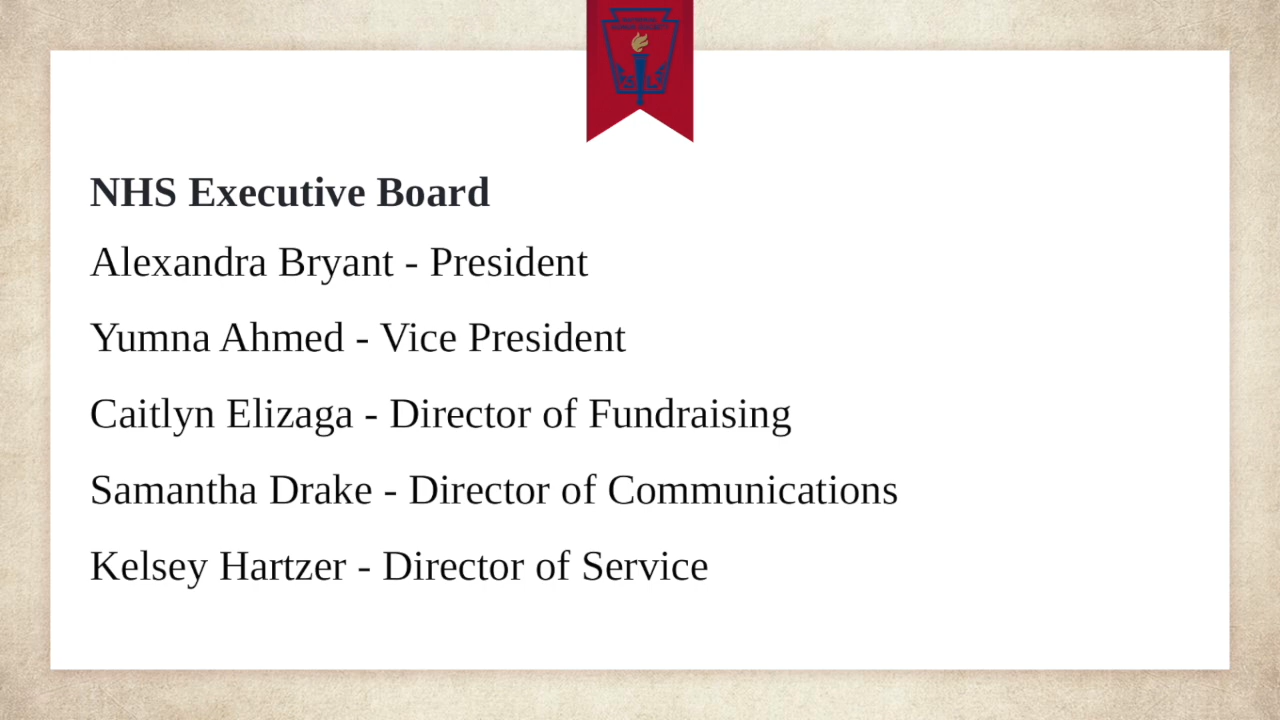 NHS Executive Board
Alexandra Bryant - President
Yumna Ahmed - Vice President
Caitlyn Elizaga - Director of Fundraising
Samantha Drake - Director of Communications
Kelsey Hartzer - Director of Service